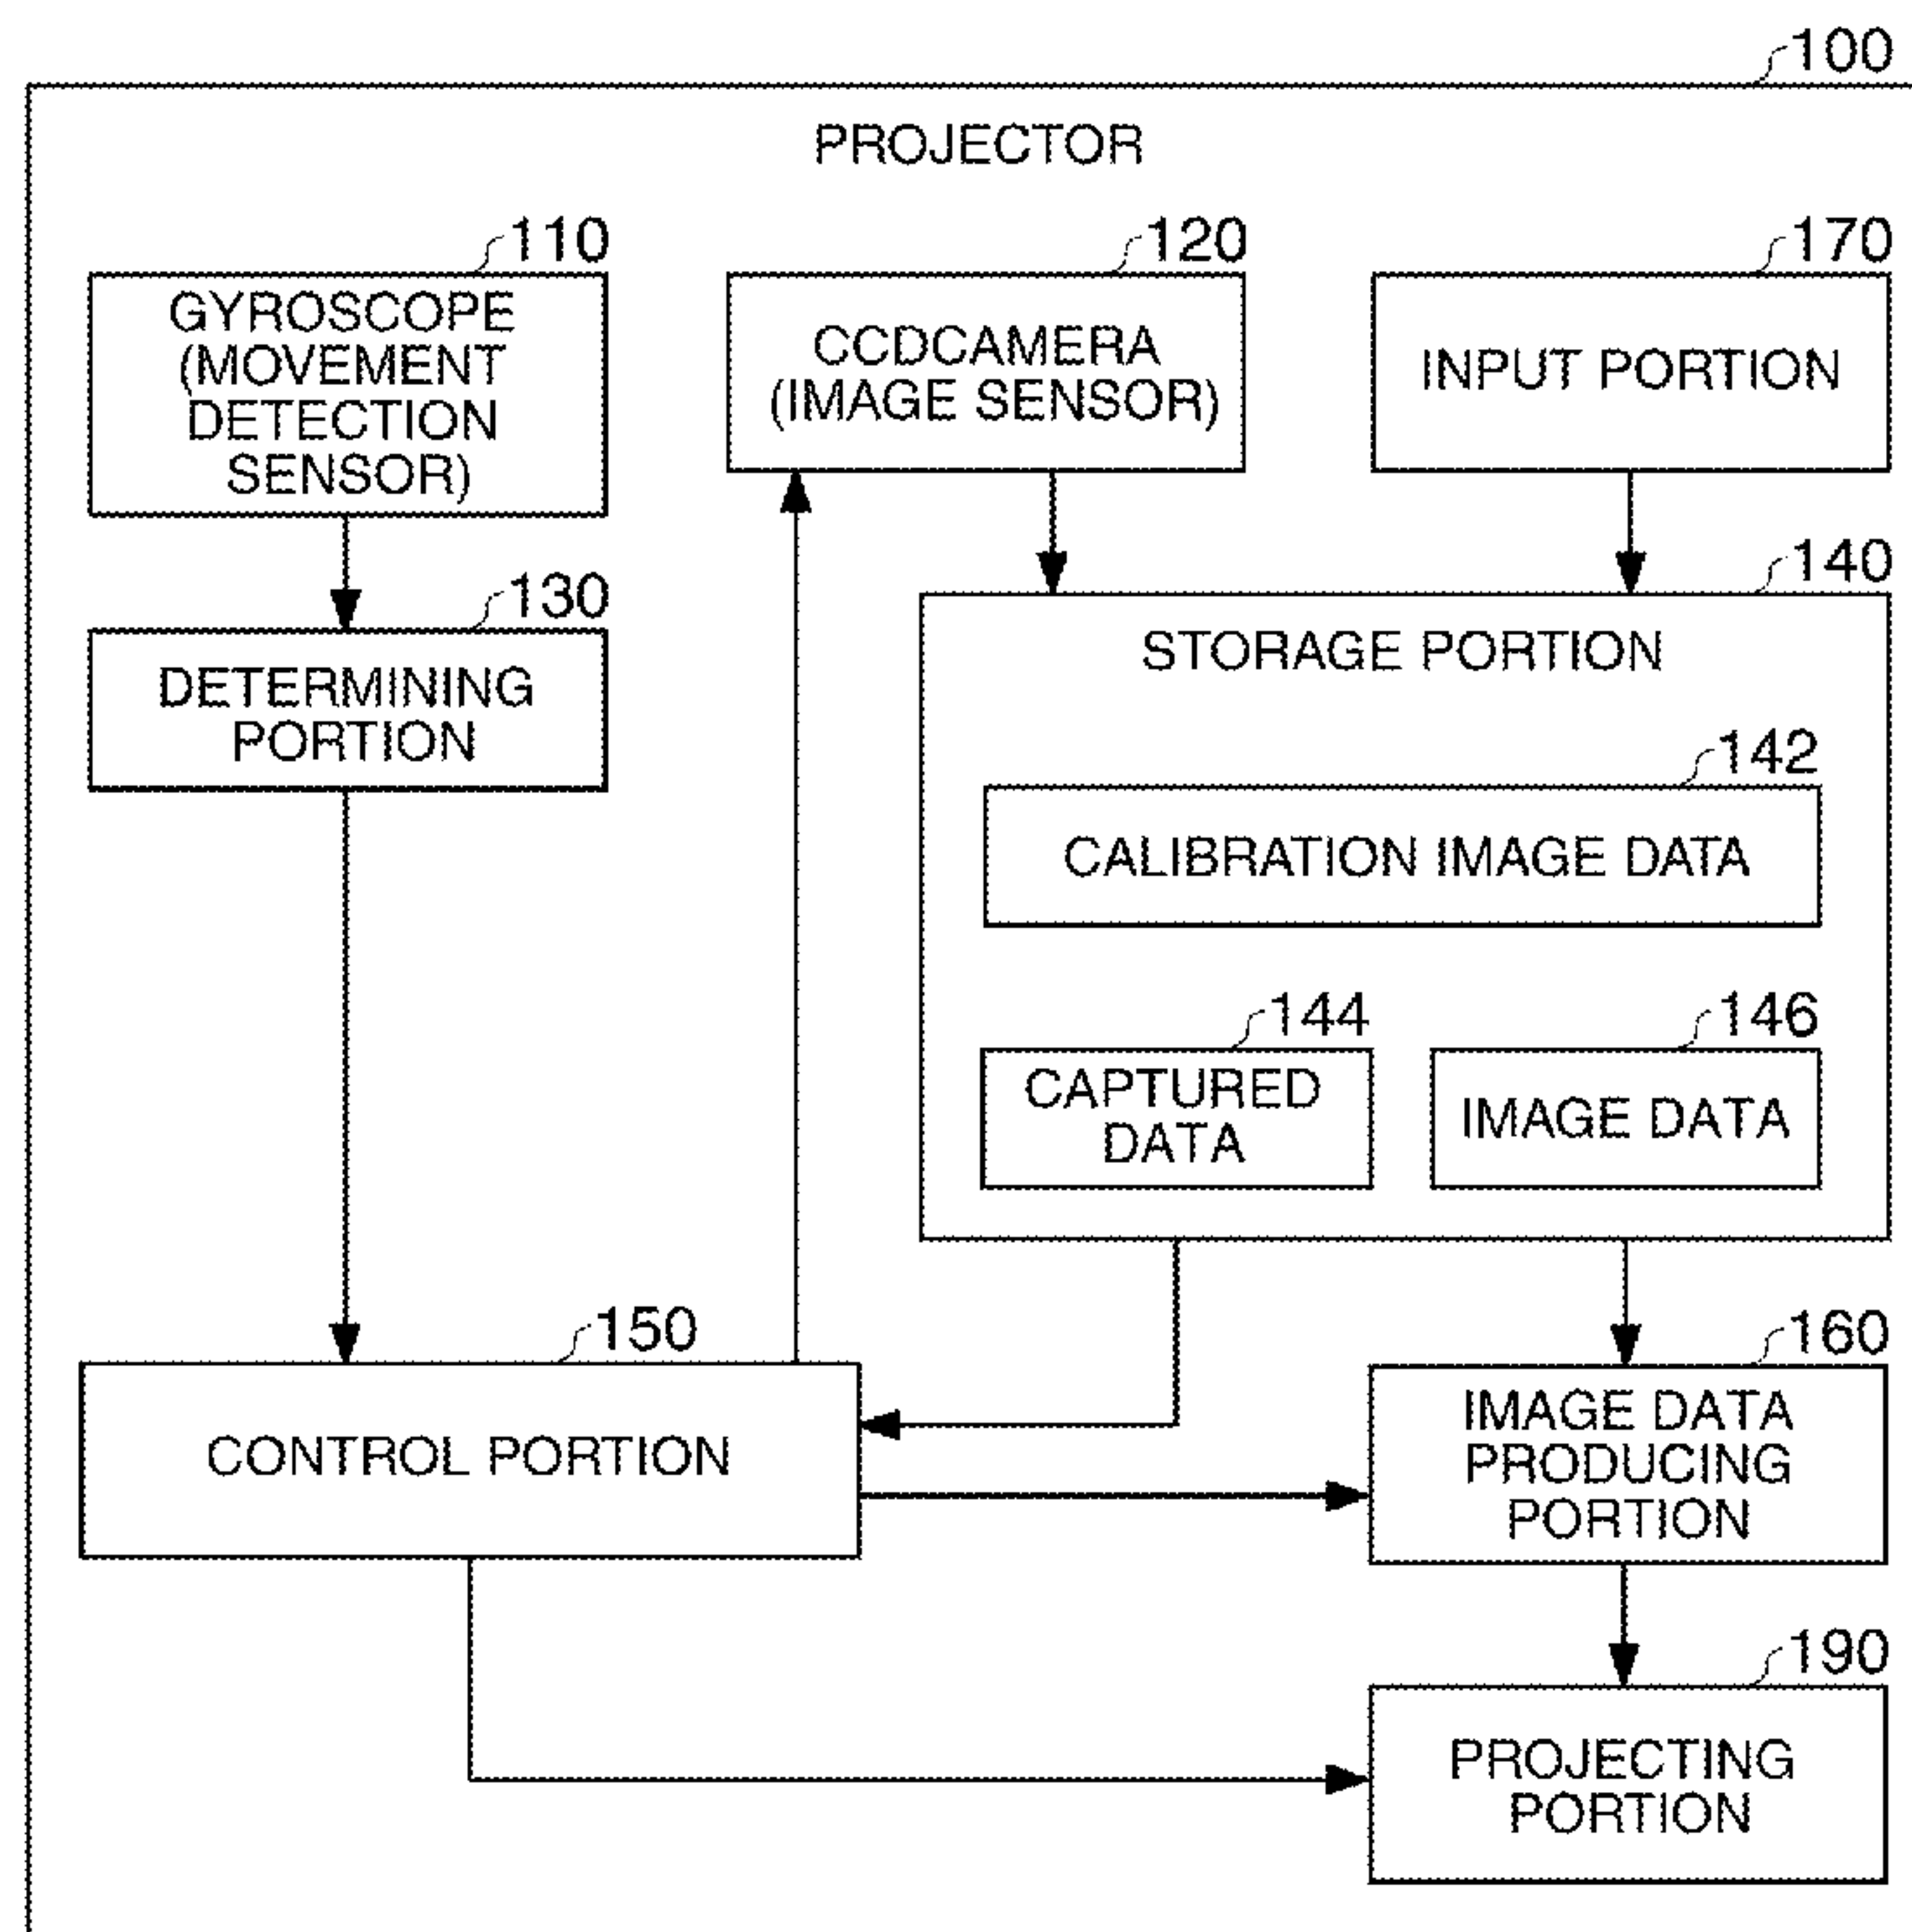 100
PROJECTOR
110
GYROSCOPE
(MOVEMENT
DETECTION
SENSOR)
120
CCDCAMERA
(IMAGE SENSOR)
170
INPUT PORTION
130
DETERMINING
PORTION
140
STORAGE PORTION
142
CALIBRATION IMAGE DATA
144
CAPTURED
DATA
146
IMAGE DATA
150
CONTROL PORTION
160
IMAGE DATA
PRODUCING
PORTION
190
PROJECTING
PORTION